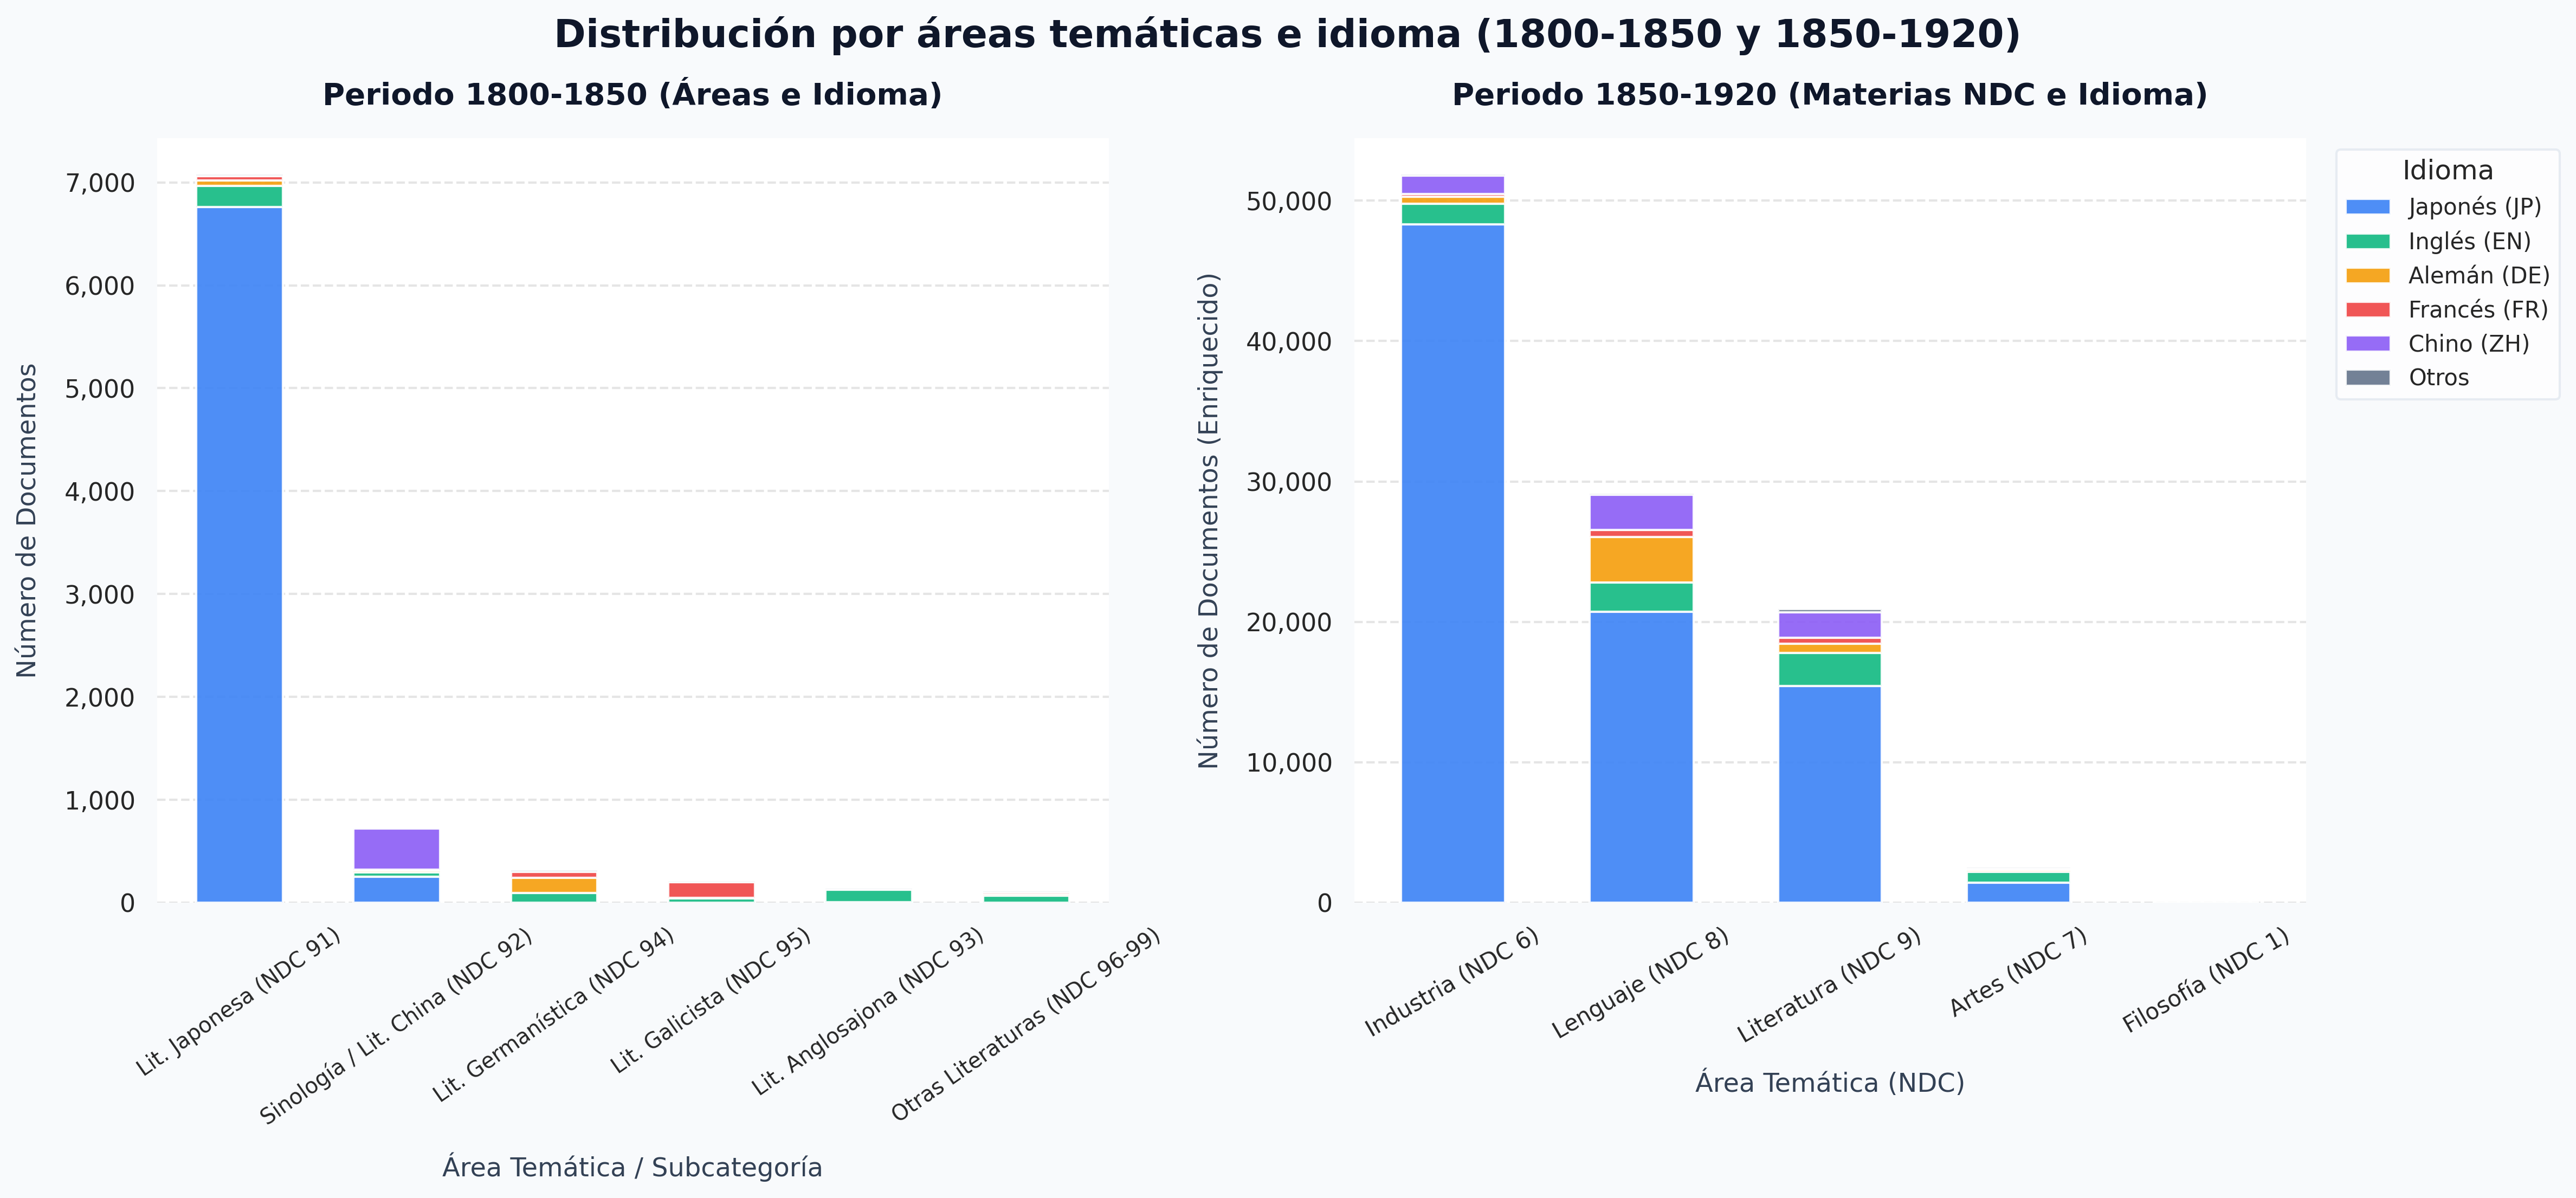 Distribución por áreas temáticas e idioma (1800-1850 y 1850-1920)
Periodo 1800-1850 (Áreas e Idioma)
Número de Documentos
7,000
6,000
5,000
4,000
3,000
2,000
1,000
0
Lit. Japonesa (NDC 91)
Sinología / Lit. China (NDC 92)
Lit. Germanística (NDC 94)
Lit. Galicista (NDC 95)
Lit. Anglosajona (NDC 93)
Otras Literaturas (NDC 96-99)
Área Temática / Subcategoría
Periodo 1850-1920 (Materias NDC e Idioma)
Número de Documentos (Enriquecido)
50,000
40,000
30,000
20,000
10,000
0
Industria (NDC 6)
Lenguaje (NDC 8)
Literatura (NDC 9)
Artes (NDC 7)
Filosofía (NDC 1)
Área Temática (NDC)
Idioma
Japonés (JP)
Inglés (EN)
Alemán (DE)
Francés (FR)
Chino (ZH)
Otros